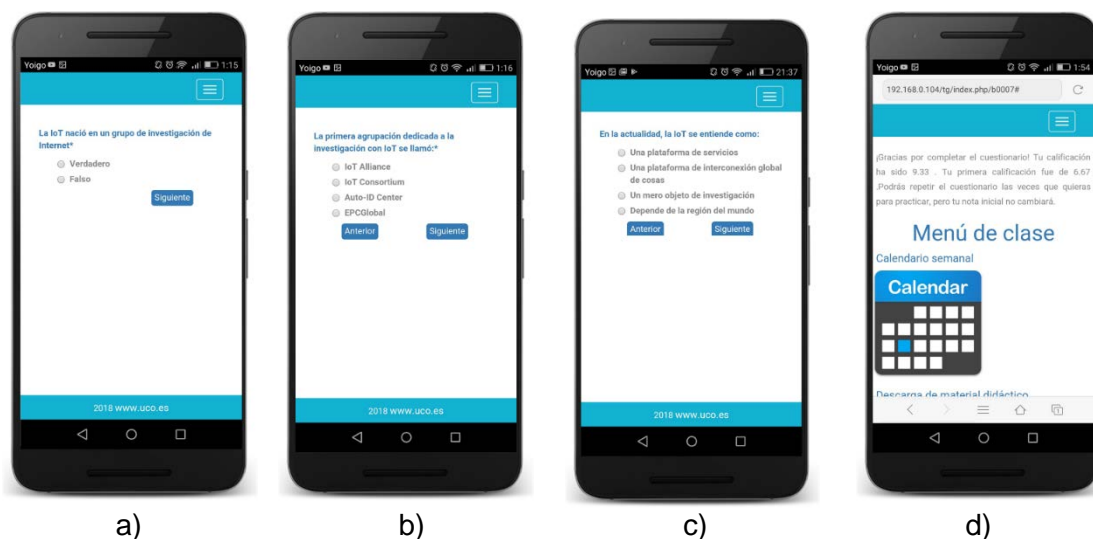 Yoigo 1:15
La IoT nació en un grupo de investigación de
Internet*
Verdadero
Falso
Siguiente
2018 www.uco.es
a)
Yoigo 1:16
La primera agrupación dedicada a la
investigación con IoT se llamó:*
IoT Alliance
IoT Consortium
Auto-ID Center
EPCGlobal
Anterior Siguiente
b)
Yoigo 21:37
En la actualidad, la IoT se entiende como:
Una plataforma de servicios
Una plataforma de interconexión global
de cosas
Un mero objeto de investigación
Depende de la región del mundo
Anterior Siguiente
2018 www.uco.es
c)
Yoigo 1:54
192.168.0.104/tg/index.php/b0007#
¡Gracias por completar el cuestionario! Tu calificación
ha sido 9.33 . Tu primera calificación fue de 6.67
.Podrás repetir el cuestionario las veces que quieras
para practicar, pero tu nota inicial no cambiará.
Menú de clase
Calendario semanal
Calendar
Descarga de material didáctico
1
d)